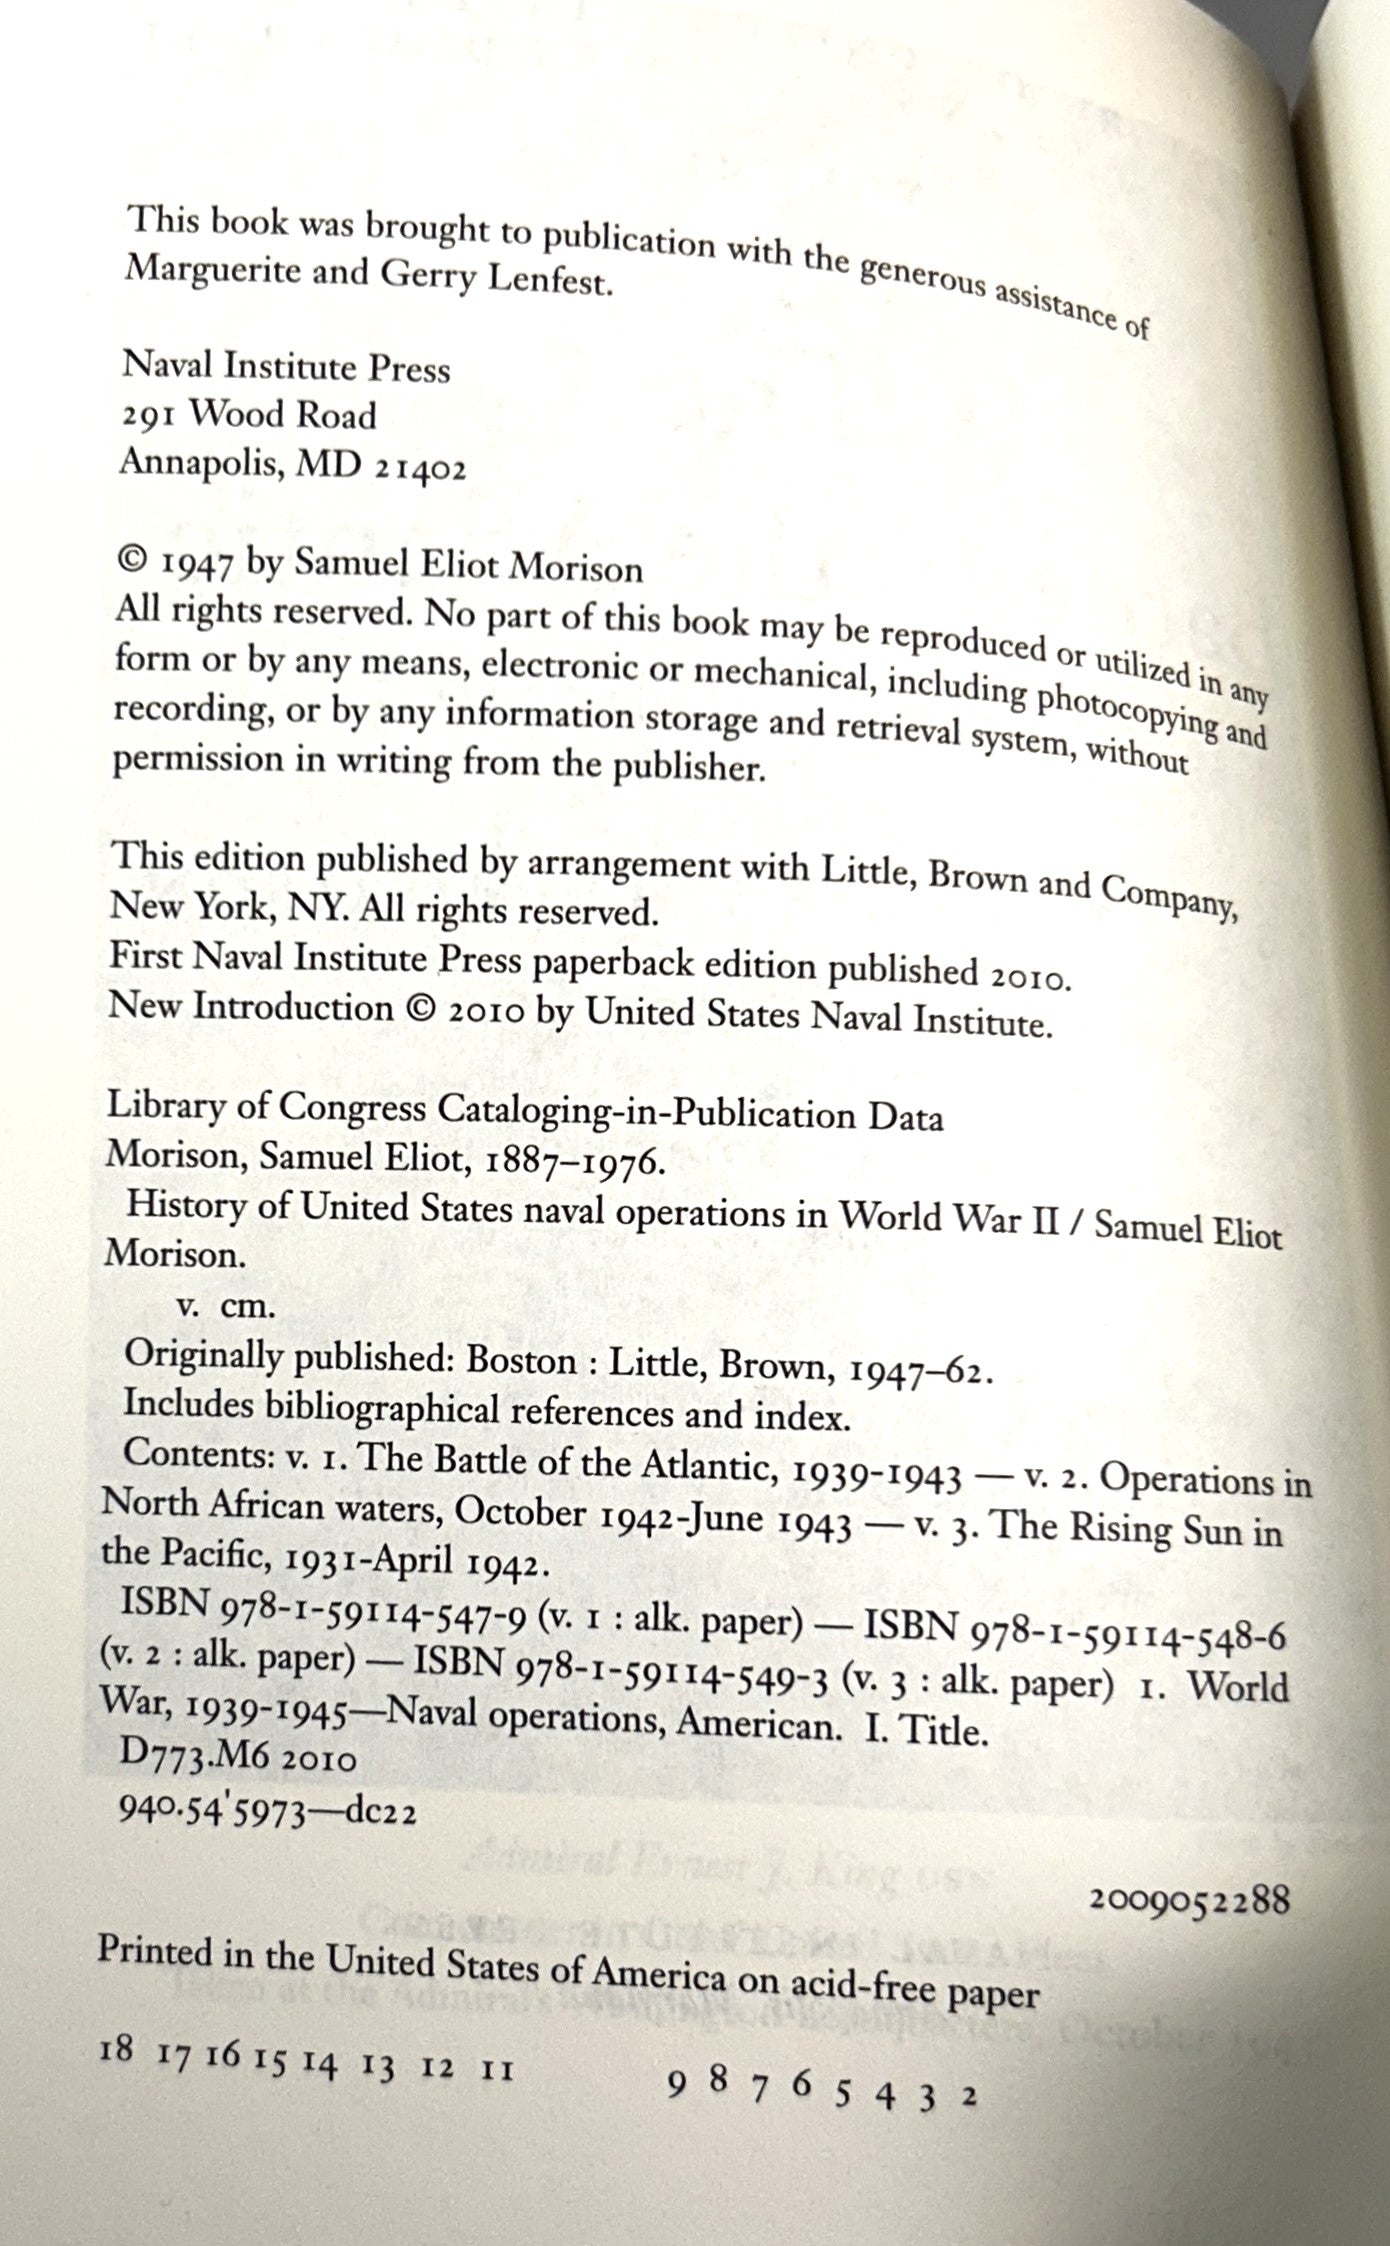 This book was brought to publication with the generous assistance of
Marguerite and Gerry Lenfest.
Naval Institute Press
291 Wood Road
Annapolis, MD 21402
© 1947 by Samuel Eliot Morison
All rights reserved. No part of this book may be reproduced or utilized in any
form or by any means, electronic or mechanical, including photocopying and
recording, or by any information storage and retrieval system, without
permission in writing from the publisher.
This edition published by arrangement with Little, Brown and Company,
New York, NY. All rights reserved.
First Naval Institute Press paperback edition published 2010.
New Introduction © 2010 by United States Naval Institute.
Library of Congress Cataloging-in-Publication Data
Morison, Samuel Eliot, 1887–1976.
History of United States naval operations in World War II / Samuel Eliot
Morison.
v. cm.
Originally published: Boston : Little, Brown, 1947–62.
Includes bibliographical references and index.
Contents: v. 1. The Battle of the Atlantic, 1939-1943 — v. 2. Operations in
North African waters, October 1942-June 1943 — v. 3. The Rising Sun in
the Pacific, 1931-April 1942.
ISBN 978-1-59114-547-9 (v. 1 : alk. paper) — ISBN 978-1-59114-548-6
(v. 2 : alk. paper) — ISBN 978-1-59114-549-3 (v. 3 : alk. paper) 1. World
War, 1939-1945—Naval operations, American. I. Title.
D773.M6 2010
940.54'5973—dc22
2009052288
Printed in the United States of America on acid-free paper
18 17 16 15 14 13 12 11 9 8 7 6 5 4 3 2